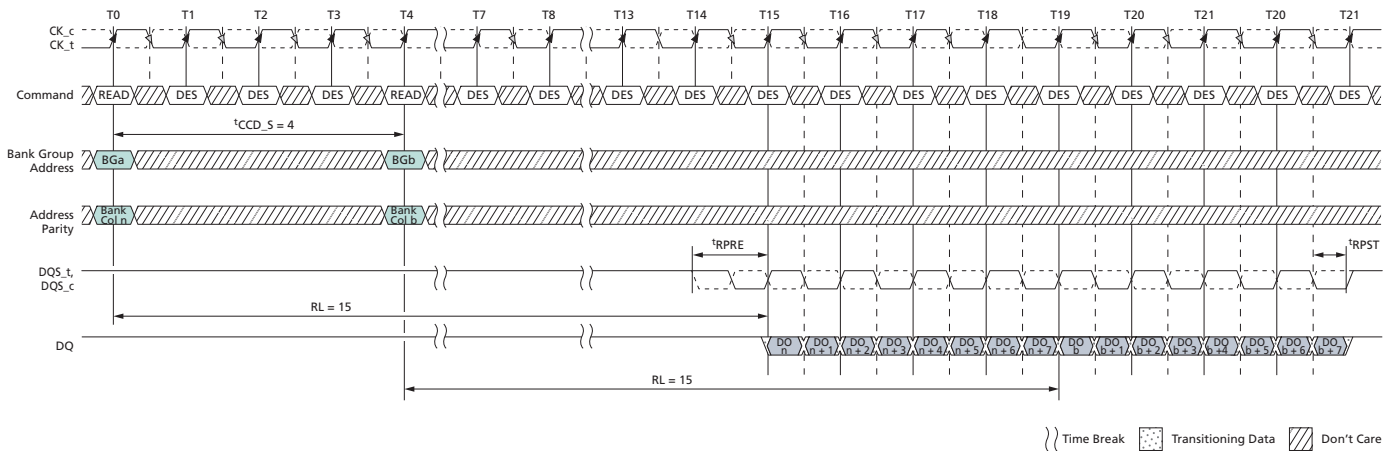 T0 T1 T2 T3 T4 T7 T8 T13 T14 T15 T16 T17 T18 T19 T20 T21 T20 T21
CK_c
CK_t
Command READ DES DES DES READ DES DES DES DES DES DES DES DES DES DES DES DES DES
tCCD_S = 4
Bank Group
Address
BGa BGb
Address
Parity
Bank
Col n
Bank
Col b
tRPRE tRPST
DQS_t,
DQS_c
RL = 15
DQ
DO
n
DO
n + 1
DO
n + 2
DO
n + 3
DO
n + 4
DO
n + 5
DO
n + 6
DO
n + 7
DO
b
DO
b + 1
DO
b + 2
DO
b + 3
DO
b +4
DO
b + 5
DO
b + 6
DO
b + 7
RL = 15
Time Break Transitioning Data Don't Care